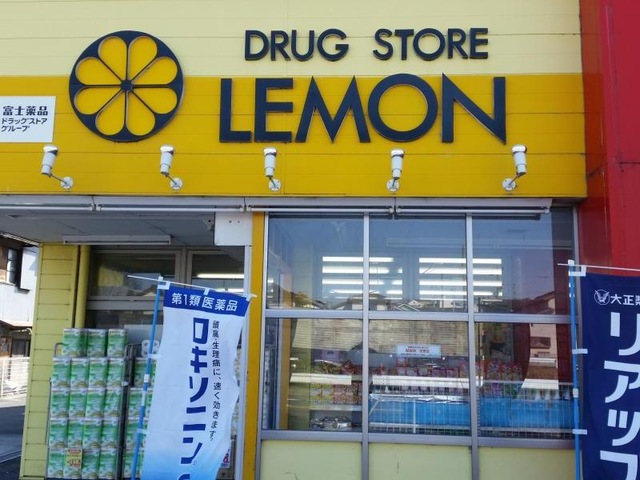 DRUG STORE
LEMON
富士薬品
ドラッグストア
グループ
第1類医薬品
ロキソニン
頭痛・生理痛に、
速く効きます。
大正製
リアップ